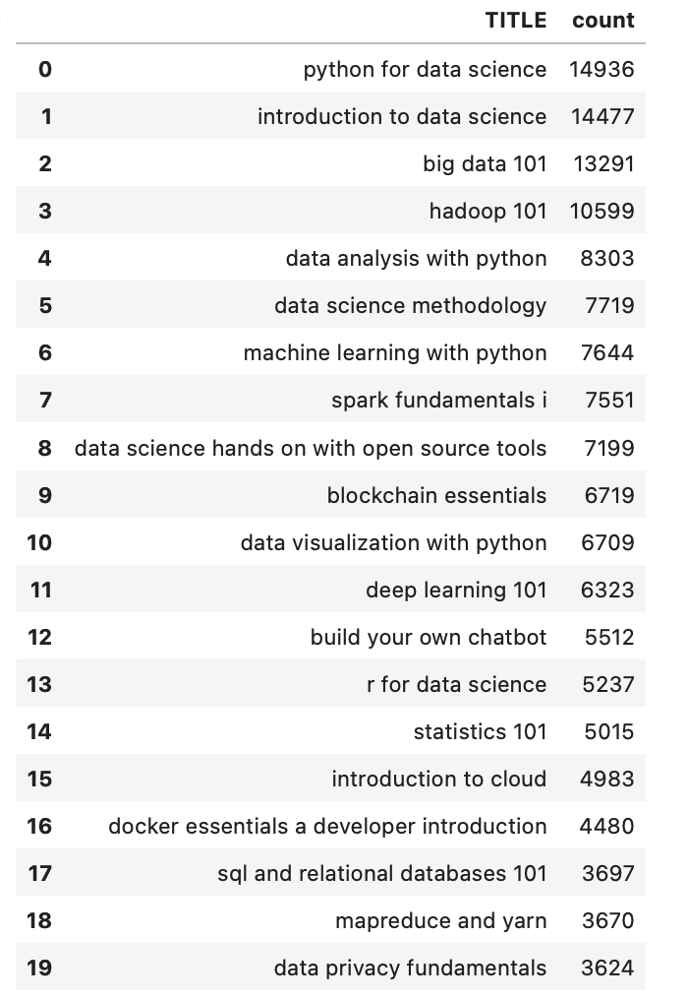 TITLE count
0 python for data science 14936
1 introduction to data science 14477
2 big data 101 13291
3 hadoop 101 10599
4 data analysis with python 8303
5 data science methodology 7719
6 machine learning with python 7644
7 spark fundamentals i 7551
8 data science hands on with open source tools 7199
9 blockchain essentials 6719
10 data visualization with python 6709
11 deep learning 101 6323
12 build your own chatbot 5512
13 r for data science 5237
14 statistics 101 5015
15 introduction to cloud 4983
16 docker essentials a developer introduction 4480
17 sql and relational databases 101 3697
18 mapreduce and yarn 3670
19 data privacy fundamentals 3624